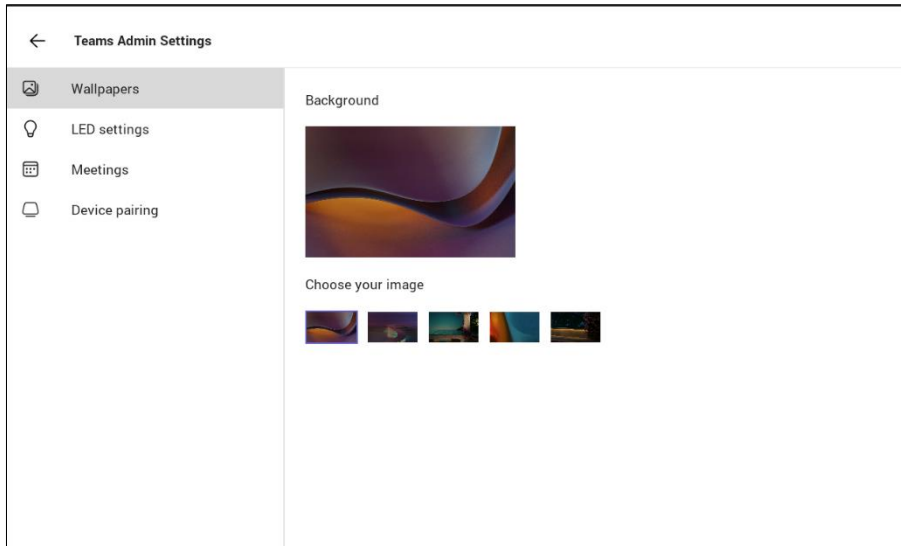 Teams Admin Settings
Wallpapers
LED settings
Meetings
Device pairing
Background
Choose your image